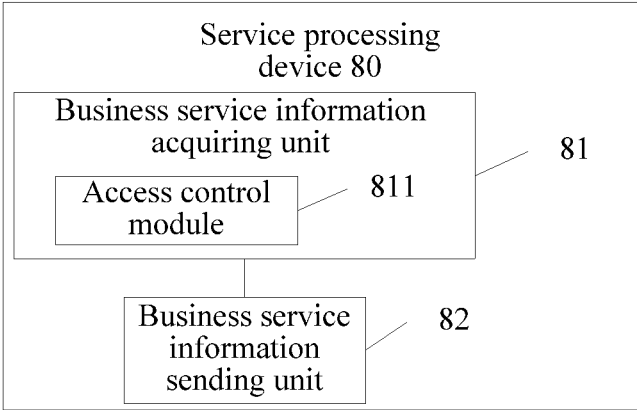 Service processing
device 80
Business service information
acquiring unit
81
Access control
module
811
Business service
information
sending unit
82